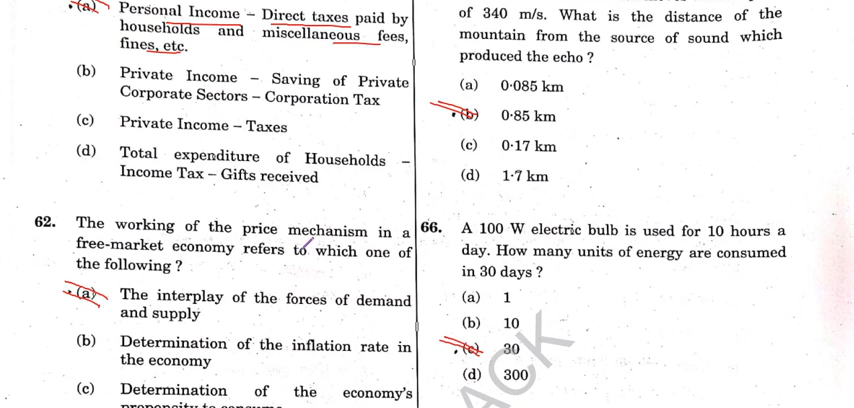 (a) Personal Income – Direct taxes paid by
households and miscellaneous fees,
fines, etc.
(b) Private Income – Saving of Private
Corporate Sectors – Corporation Tax
(c) Private Income – Taxes
(d) Total expenditure of Households –
Income Tax – Gifts received
62. The working of the price mechanism in a
free-market economy refers to which one of
the following ?
(a) The interplay of the forces of demand
and supply
(b) Determination of the inflation rate in
the economy
(c) Determination of the economy's
of 340 m/s. What is the distance of the
mountain from the source of sound which
produced the echo ?
(a) 0·085 km
(b) 0·85 km
(c) 0·17 km
(d) 1·7 km
66. A 100 W electric bulb is used for 10 hours a
day. How many units of energy are consumed
in 30 days ?
(a) 1
(b) 10
(c) 30
(d) 300
ACK